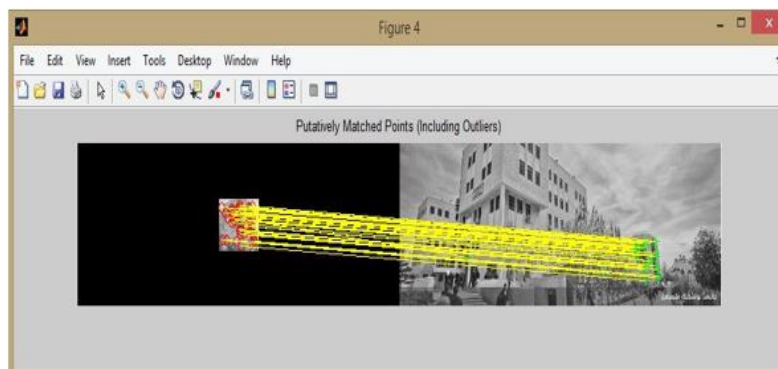 Figure 4
File Edit View Insert Tools Desktop Window Help
Putatively Matched Points (Including Outliers)